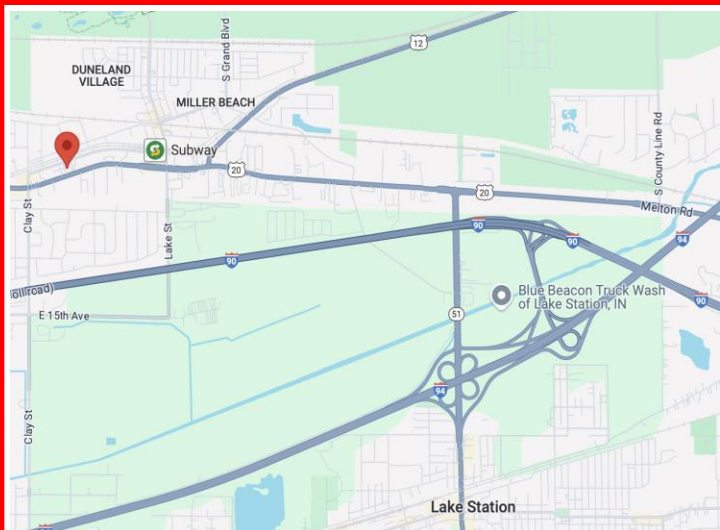 12
S Grand Blvd
DUNELAND
VILLAGE
MILLER BEACH
S County Line Rd
Subway
20
20
Melton Rd
Clay St
Lake St
90
90
94
90
oll road)
Blue Beacon Truck Wash
of Lake Station, IN
90
E 15th Ave
51
94
Clay St
Lake Station